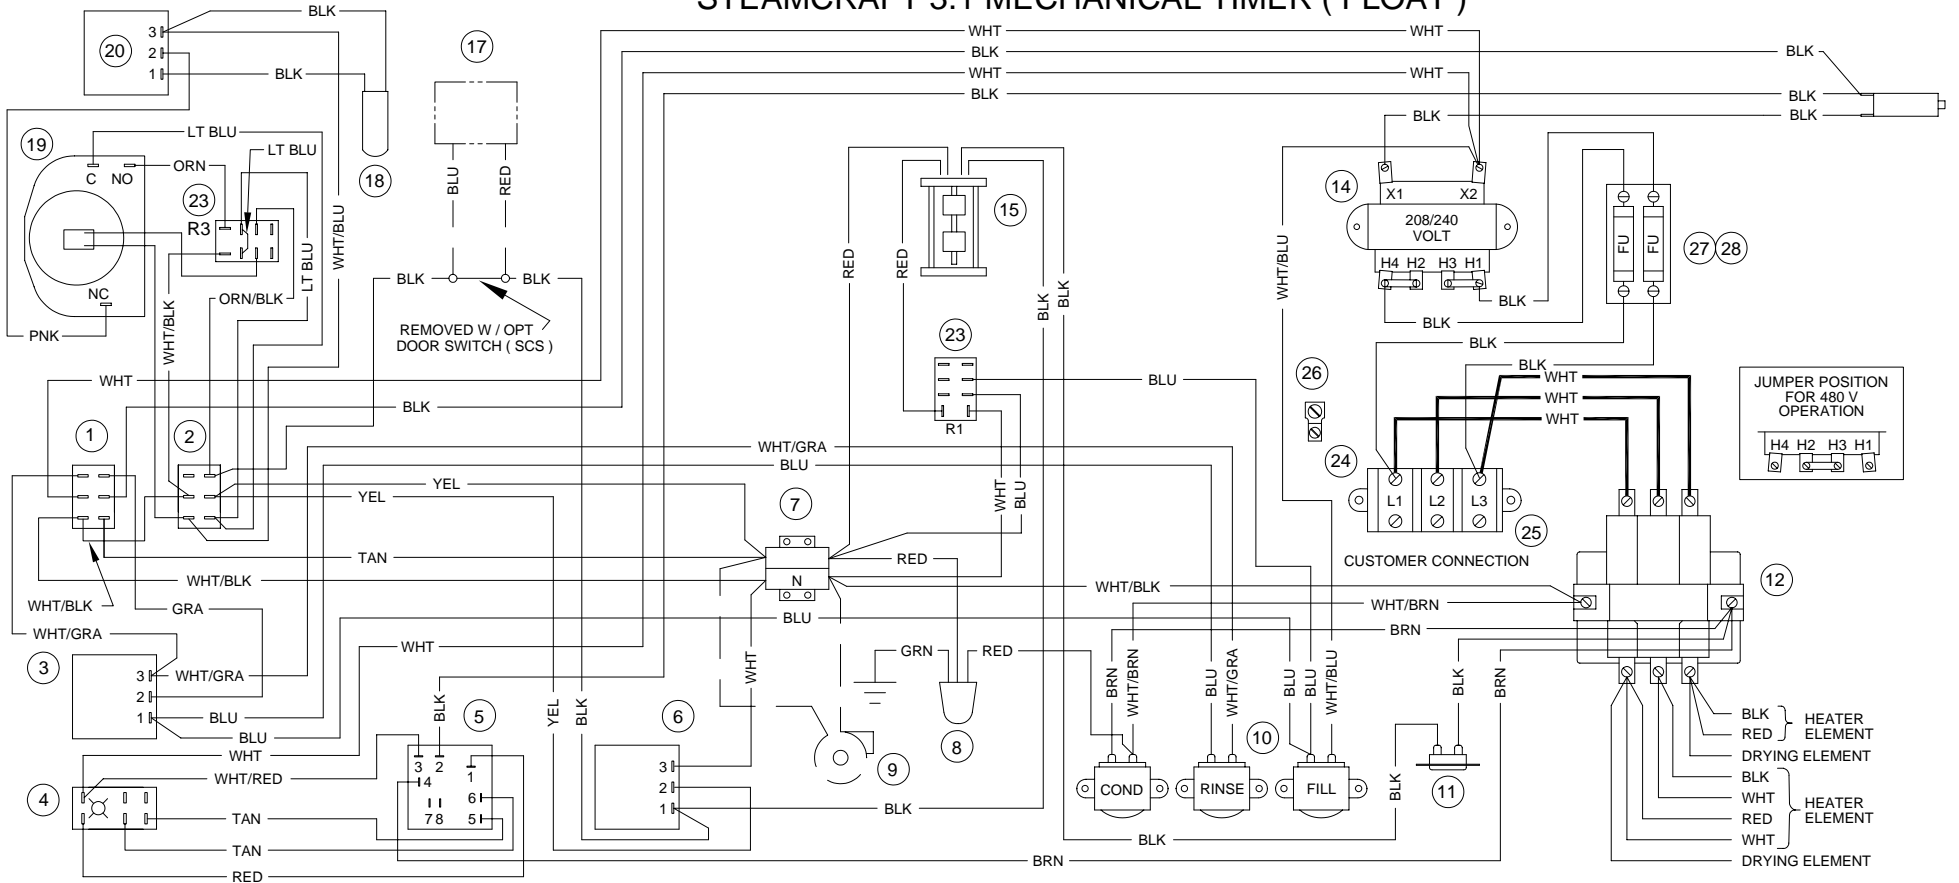 STEAMCRAFT 3.1 MECHANICAL TIMER ( FLOAT )
BLK
WHT
WHT
BLK
BLK
WHT
WHT
BLK
BLK
BLK
BLK
3
2
1
20
BLK
17
19
LT BLU
LT BLU
C
NO
ORN
18
23
R3
NC
PNK
WHT/BLK
ORN/BLK
LT BLU
WHT/BLU
BLU
RED
BLK
BLK
REMOVED W / OPT
DOOR SWITCH ( SCS )
RED
RED
15
BLK
BLK
WHT/BLU
14
X1
X2
208/240
VOLT
H4 H2 H3 H1
BLK
BLK
BLK
BLK
FU
FU
27
28
23
R1
BLU
26
WHT
WHT
WHT
JUMPER POSITION
FOR 480 V
OPERATION
H4 H2 H3 H1
WHT
BLK
1
2
WHT/GRA
BLU
YEL
YEL
7
N
WHT
BLU
24
L1
L2
L3
25
CUSTOMER CONNECTION
TAN
RED
WHT/BLK
WHT/BLK
GRA
WHT/BLK
WHT/BRN
BRN
12
WHT/GRA
BLU
3
3
2
1
WHT/GRA
WHT
BLU
BLU
WHT
WHT/RED
BLK
5
3
2
4
1
7 8
6
5
4
TAN
TAN
RED
YEL
BLK
6
3
2
1
WHT
BLK
GRN
RED
8
9
BRN
WHT/BRN
BLU
WHT/GRA
BLU
BLU
WHT/BLU
10
COND
RINSE
FILL
BLK
BLK
BRN
11
BLK
BRN
BLK
RED
HEATER
ELEMENT
DRYING ELEMENT
BLK
WHT
RED
WHT
HEATER
ELEMENT
DRYING ELEMENT